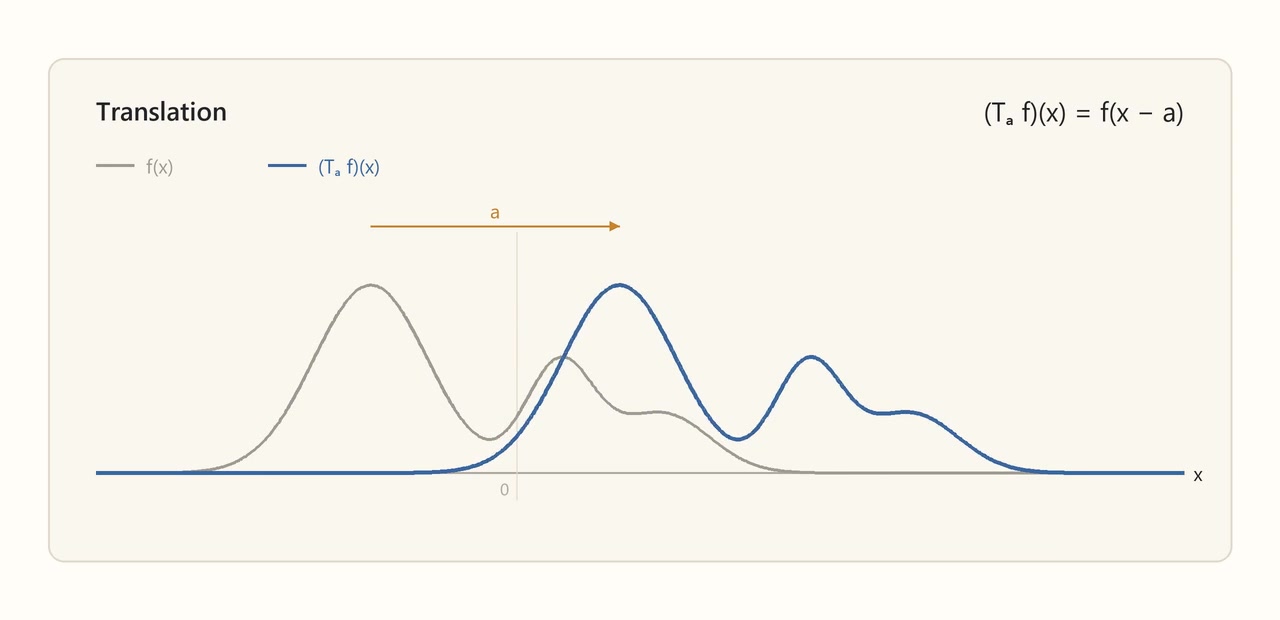 Translation
(Tₐ f)(x) = f(x − a)
f(x)
(Tₐ f)(x)
a
0
x